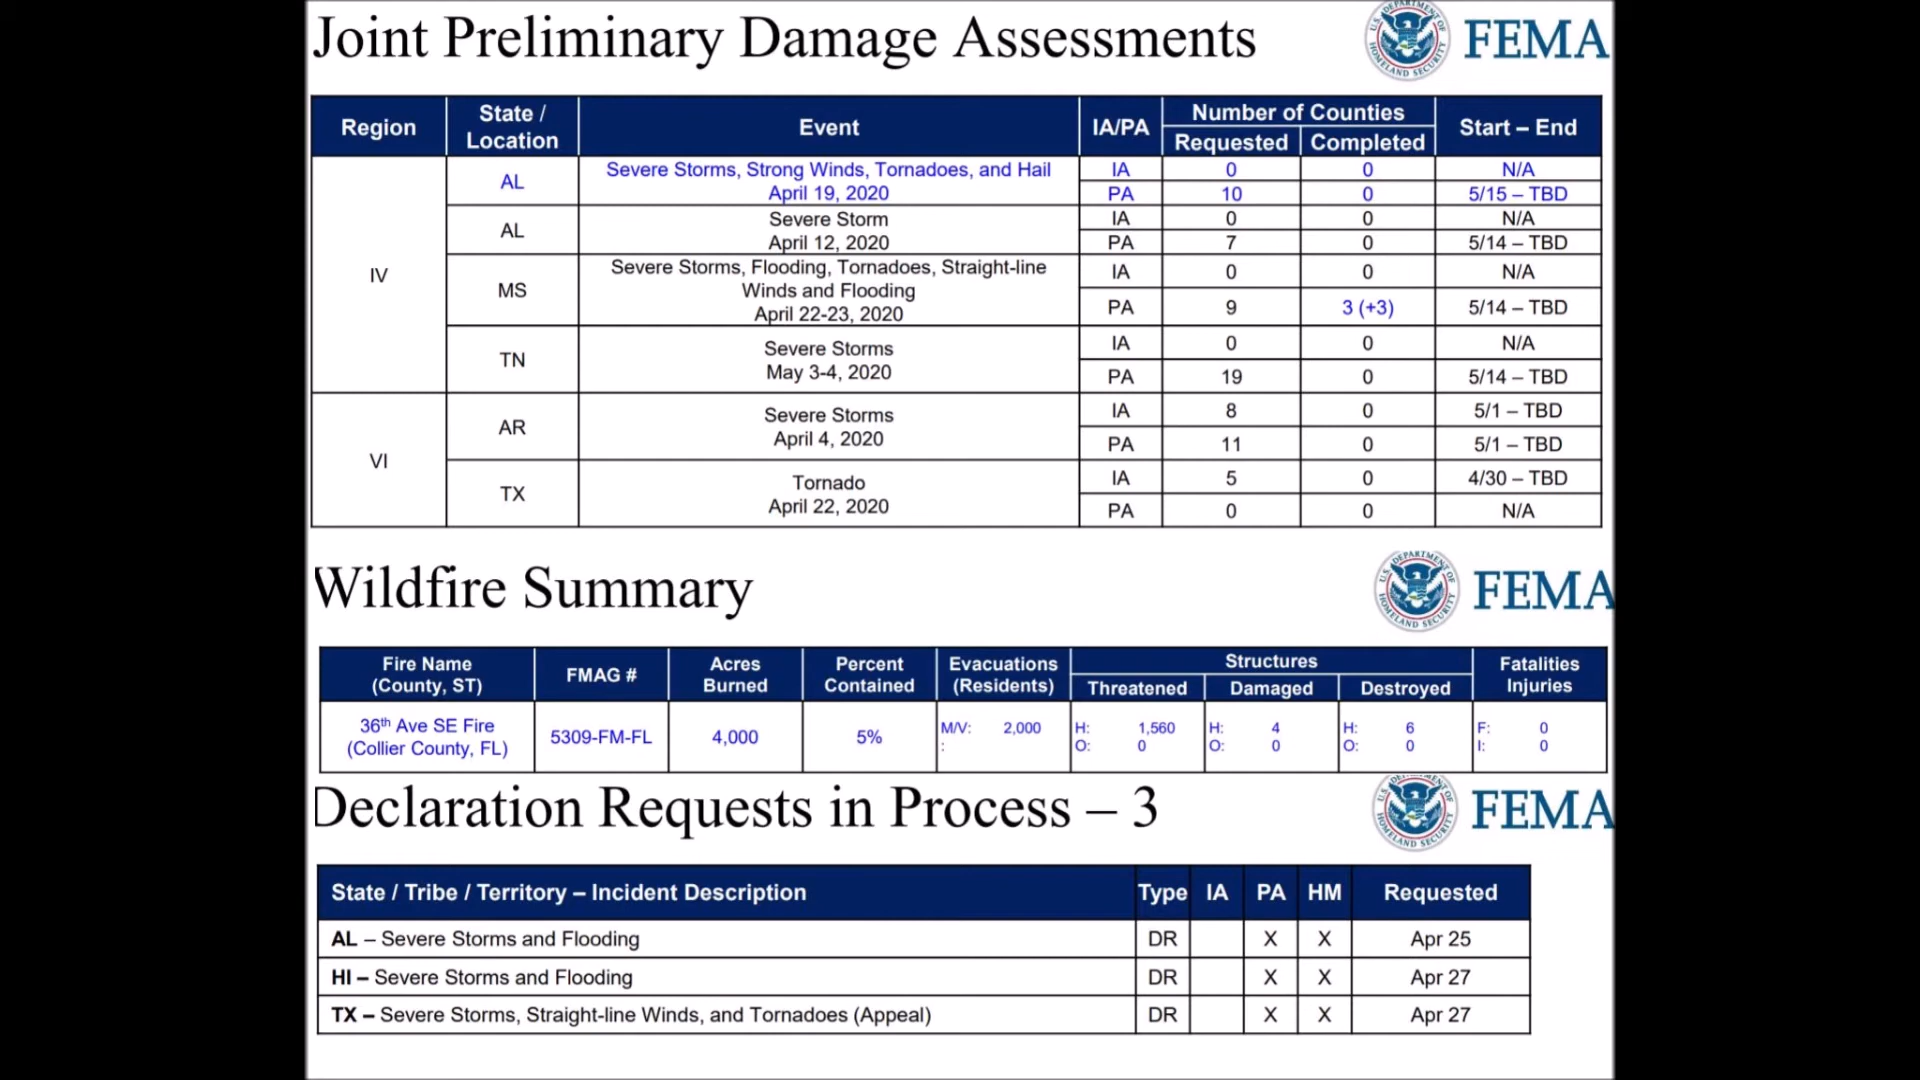 Joint Preliminary Damage Assessments
FEMA
Region State / Location Event IA/PA Number of Counties Start – End
Requested Completed
IV AL Severe Storms, Strong Winds, Tornadoes, and Hail IA 0 0 N/A
April 19, 2020 PA 10 0 5/15 – TBD
AL Severe Storm IA 0 0 N/A
April 12, 2020 PA 7 0 5/14 – TBD
MS Severe Storms, Flooding, Tornadoes, Straight-line IA 0 0 N/A
Winds and Flooding
April 22-23, 2020 PA 9 3 (+3) 5/14 – TBD
TN Severe Storms IA 0 0 N/A
May 3-4, 2020 PA 19 0 5/14 – TBD
VI AR Severe Storms IA 8 0 5/1 – TBD
April 4, 2020 PA 11 0 5/1 – TBD
TX Tornado IA 5 0 4/30 – TBD
April 22, 2020 PA 0 0 N/A
Wildfire Summary
FEMA
Fire Name (County, ST) FMAG # Acres Burned Percent Contained Evacuations (Residents) Structures Fatalities Injuries
Threatened Damaged Destroyed
36th Ave SE Fire 5309-FM-FL 4,000 5% M/V: 2,000 H: 1,560 H: 4 H: 6 F: 0
(Collier County, FL) : O: 0 O: 0 O: 0 I: 0
Declaration Requests in Process – 3
FEMA
State / Tribe / Territory – Incident Description Type IA PA HM Requested
AL – Severe Storms and Flooding DR X X Apr 25
HI – Severe Storms and Flooding DR X X Apr 27
TX – Severe Storms, Straight-line Winds, and Tornadoes (Appeal) DR X X Apr 27